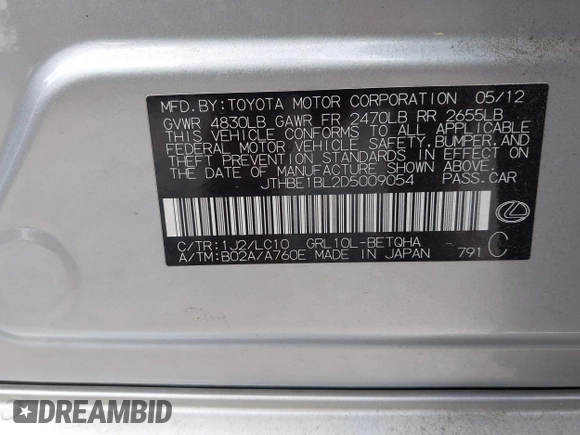 MFD. BY: TOYOTA MOTOR CORPORATION 05/12
GVWR 4830LB GAWR FR 2470LB RR 2655LB
THIS VEHICLE CONFORMS TO ALL APPLICABLE
FEDERAL MOTOR VEHICLE SAFETY, BUMPER, AND
THEFT PREVENTION STANDARDS IN EFFECT ON
THE DATE OF MANUFACTURE SHOWN ABOVE.
JTHBE1BL2D5009054 PASS. CAR
C/TR: 1J2/LC10 GRL10L-BETQHA
A/TM: B02A/A760E MADE IN JAPAN 791 C
DREAMBID